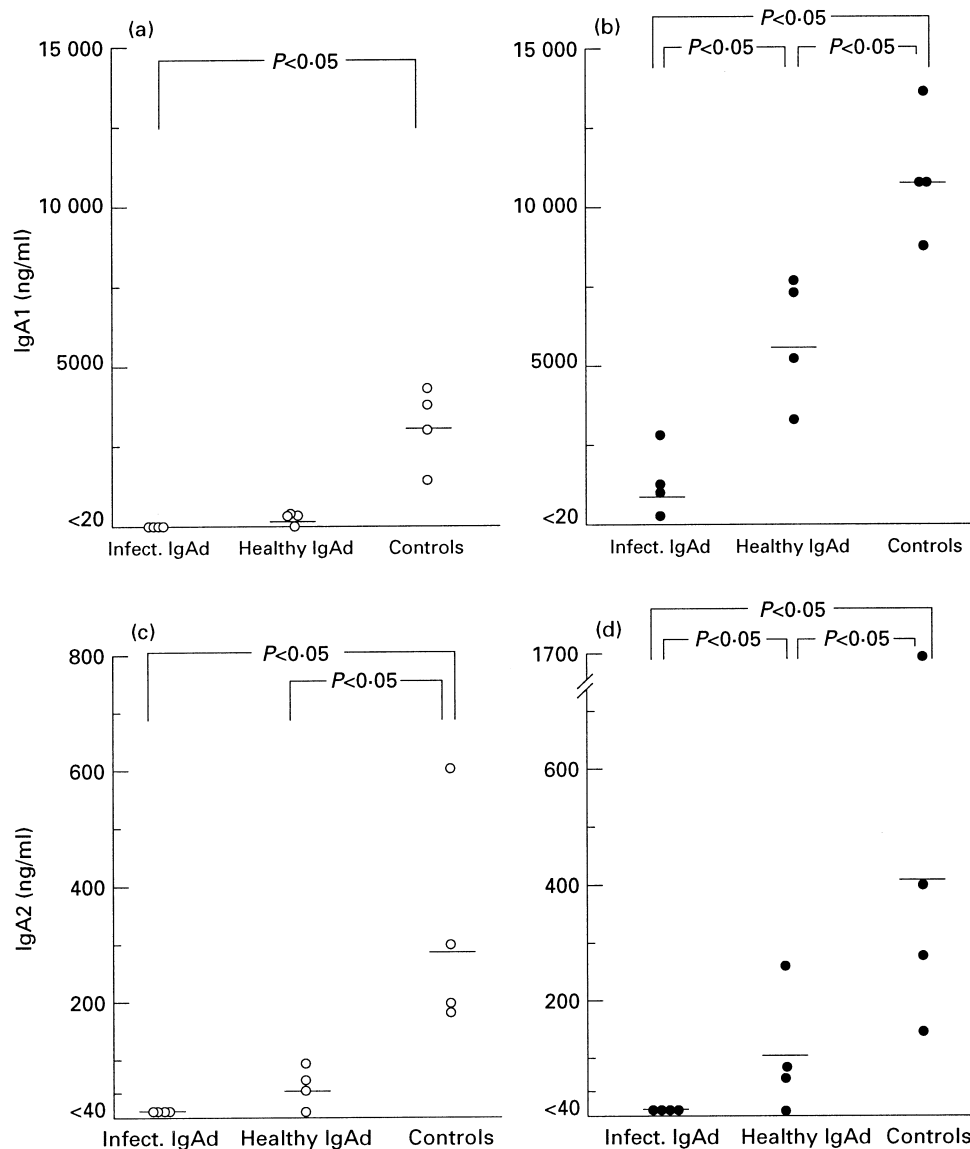 (a)
P<0·05
15 000
10 000
5000
<20
IgA1 (ng/ml)
Infect. IgAd Healthy IgAd Controls
(b)
P<0·05
P<0·05 P<0·05
15 000
10 000
5000
<20
Infect. IgAd Healthy IgAd Controls
(c)
P<0·05
P<0·05
800
600
400
200
<40
IgA2 (ng/ml)
Infect. IgAd Healthy IgAd Controls
(d)
P<0·05
P<0·05 P<0·05
1700
600
400
200
<40
Infect. IgAd Healthy IgAd Controls